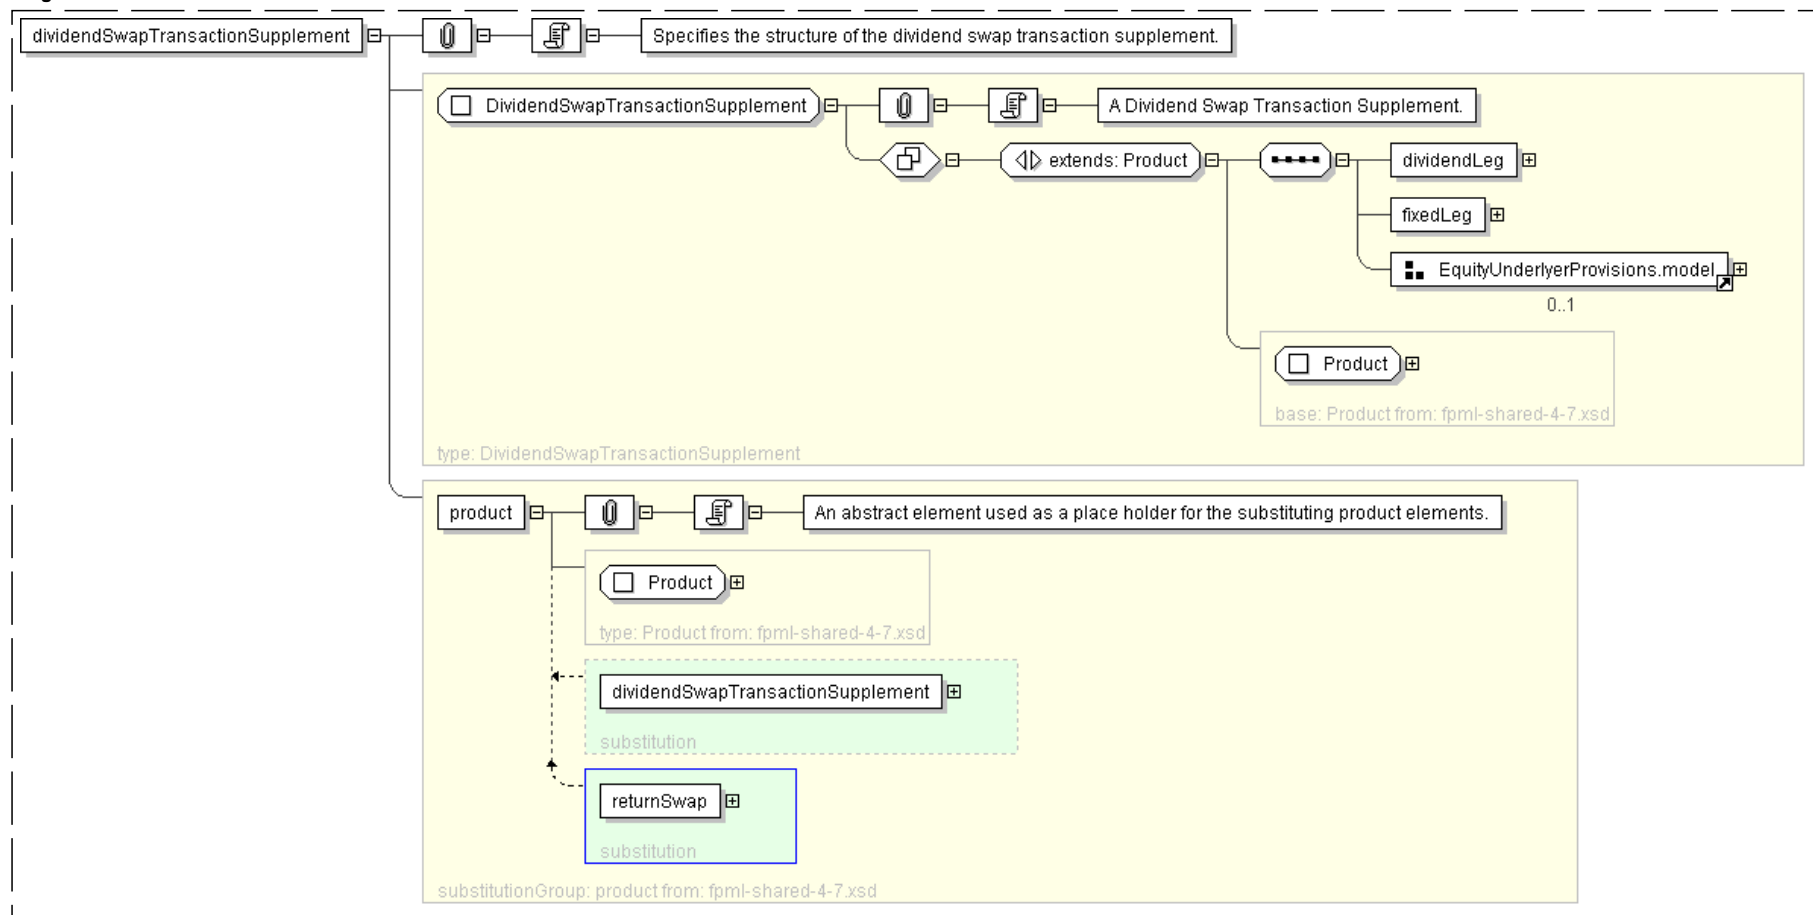 dividendSwapTransactionSupplement
Specifies the structure of the dividend swap transaction supplement.
DividendSwapTransactionSupplement
A Dividend Swap Transaction Supplement.
extends: Product
dividendLeg
fixedLeg
EquityUnderlyerProvisions.model
0..1
Product
base: Product from: fpml-shared-4-7.xsd
type: DividendSwapTransactionSupplement
product
An abstract element used as a place holder for the substituting product elements.
Product
type: Product from: fpml-shared-4-7.xsd
dividendSwapTransactionSupplement
substitution
returnSwap
substitution
substitutionGroup: product from: fpml-shared-4-7.xsd